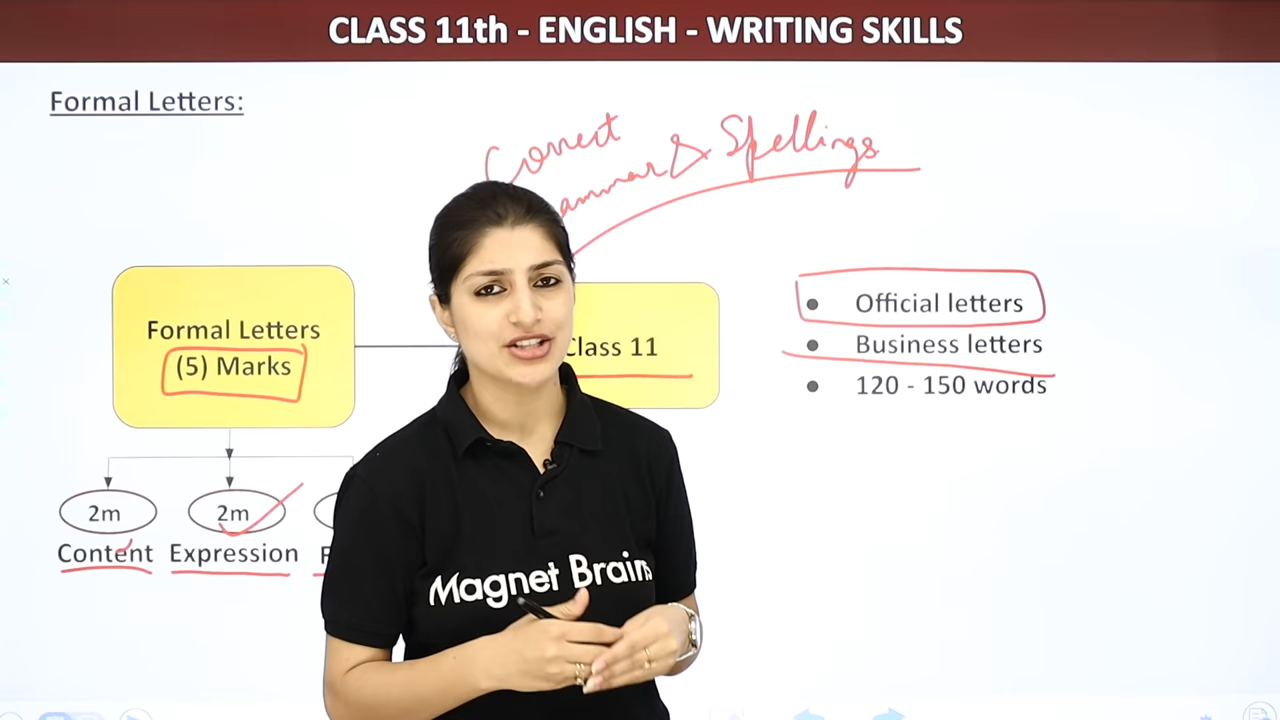 CLASS 11th - ENGLISH - WRITING SKILLS
Formal Letters:
Correct
ammar & Spellings
Formal Letters
(5) Marks
Class 11
● Official letters
● Business letters
● 120 - 150 words
2m
2m
Content
Expression
F
Magnet Brains